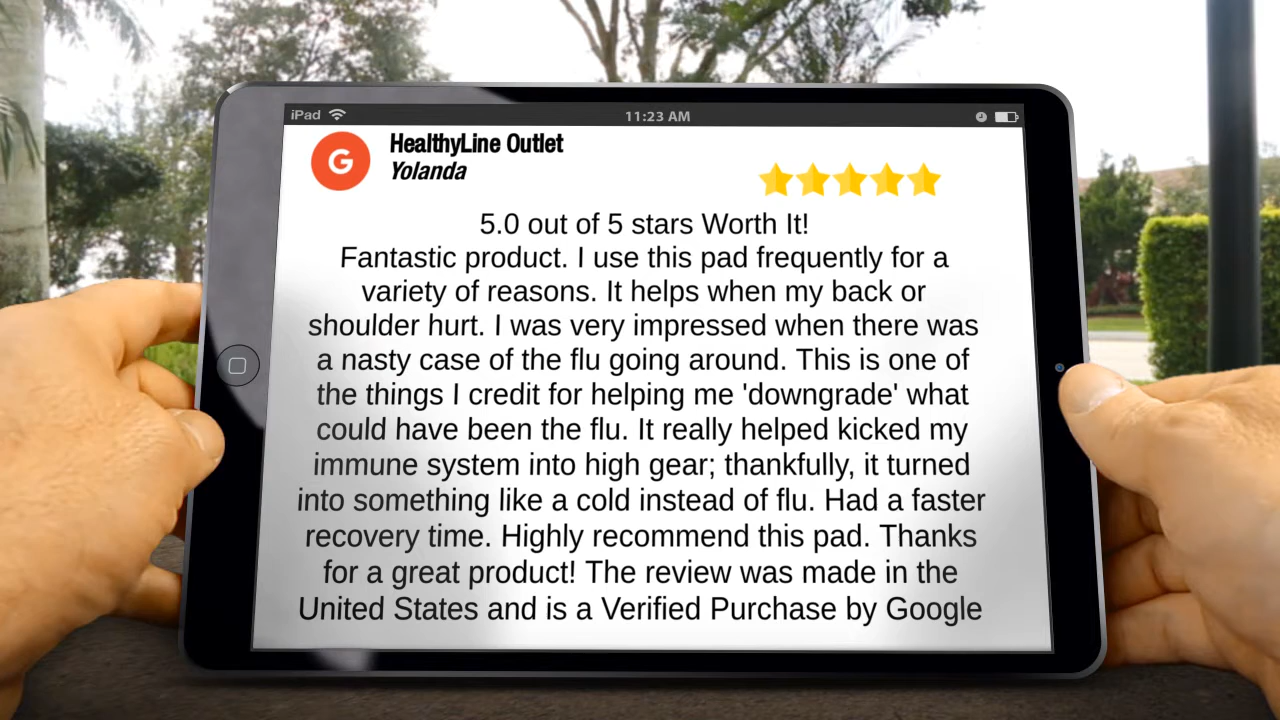 iPad
11:23 AM
G
HealthyLine Outlet
Yolanda
5.0 out of 5 stars Worth It!
Fantastic product. I use this pad frequently for a
variety of reasons. It helps when my back or
shoulder hurt. I was very impressed when there was
a nasty case of the flu going around. This is one of
the things I credit for helping me 'downgrade' what
could have been the flu. It really helped kicked my
immune system into high gear; thankfully, it turned
into something like a cold instead of flu. Had a faster
recovery time. Highly recommend this pad. Thanks
for a great product! The review was made in the
United States and is a Verified Purchase by Google